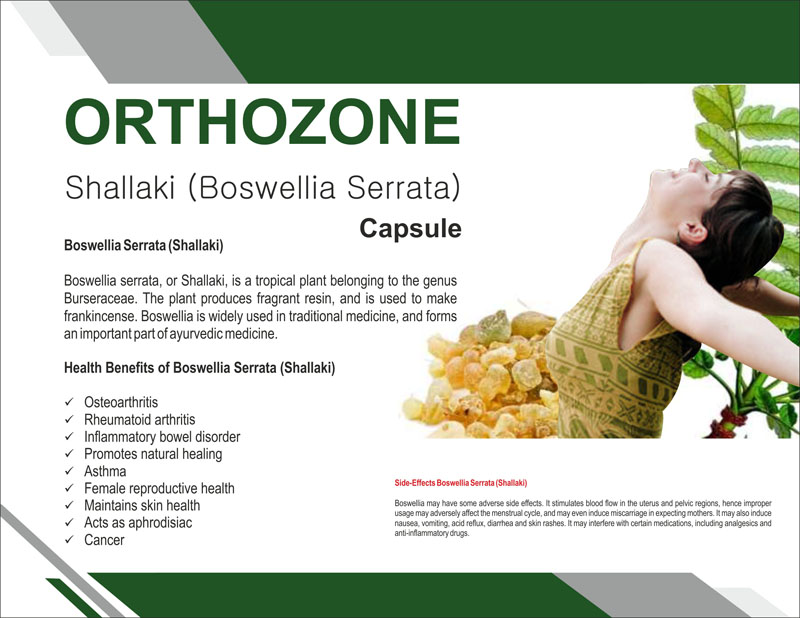 ORTHOZONE
Shallaki (Boswellia Serrata)
Capsule
Boswellia Serrata (Shallaki)
Boswellia serrata, or Shallaki, is a tropical plant belonging to the genus
Burseraceae. The plant produces fragrant resin, and is used to make
frankincense. Boswellia is widely used in traditional medicine, and forms
an important part of ayurvedic medicine.
Health Benefits of Boswellia Serrata (Shallaki)
✓ Osteoarthritis
✓ Rheumatoid arthritis
✓ Inflammatory bowel disorder
✓ Promotes natural healing
✓ Asthma
✓ Female reproductive health
✓ Maintains skin health
✓ Acts as aphrodisiac
✓ Cancer
Side-Effects Boswellia Serrata (Shallaki)
Boswellia may have some adverse side effects. It stimulates blood flow in the uterus and pelvic regions, hence improper
usage may adversely affect the menstrual cycle, and may even induce miscarriage in expecting mothers. It may also induce
nausea, vomiting, acid reflux, diarrhea and skin rashes. It may interfere with certain medications, including analgesics and
anti-inflammatory drugs.